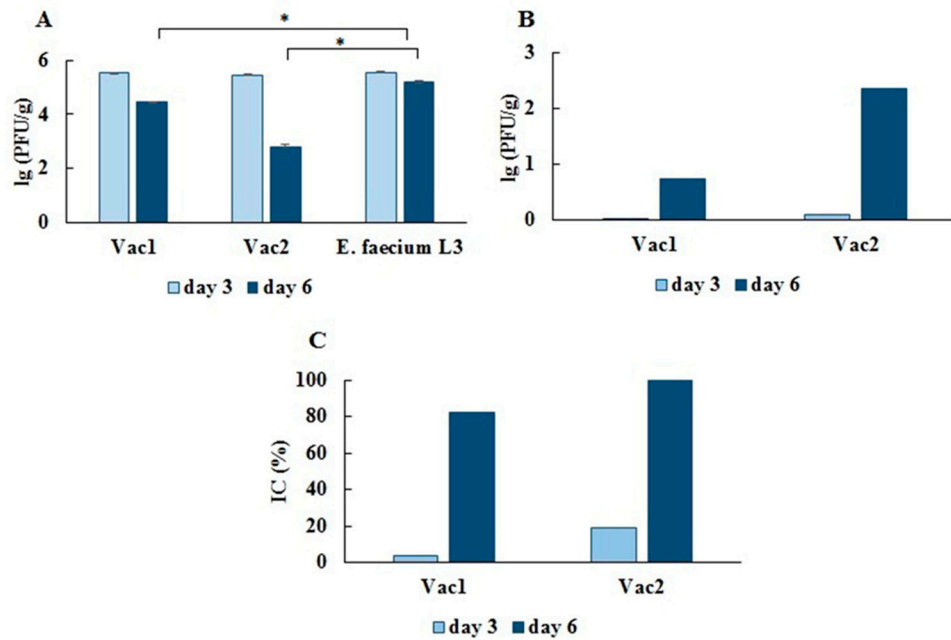 A
*
*
lg (PFU/g)
6
4
2
0
Vac1
Vac2
E. faecium L3
day 3
day 6
B
lg (PFU/g)
3
2
1
0
Vac1
Vac2
day 3
day 6
C
IC (%)
100
80
60
40
20
0
Vac1
Vac2
day 3
day 6